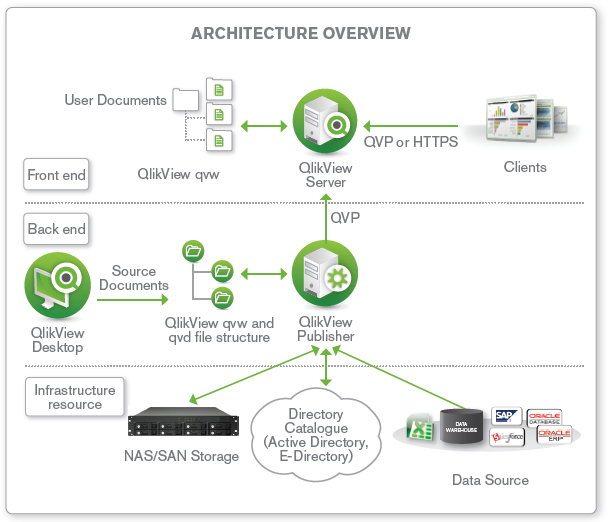 ARCHITECTURE OVERVIEW
User Documents
QlikView qvw
QlikView
Server
QVP or HTTPS
Clients
Front end
Back end
QVP
Source
Documents
QlikView
Desktop
QlikView qvw and
qvd file structure
QlikView
Publisher
Infrastructure
resource
NAS/SAN Storage
Directory
Catalogue
(Active Directory,
E-Directory)
DATA
WAREHOUSE
SAP
ORACLE
DATABASE
salesforce
ORACLE
ERP
Data Source